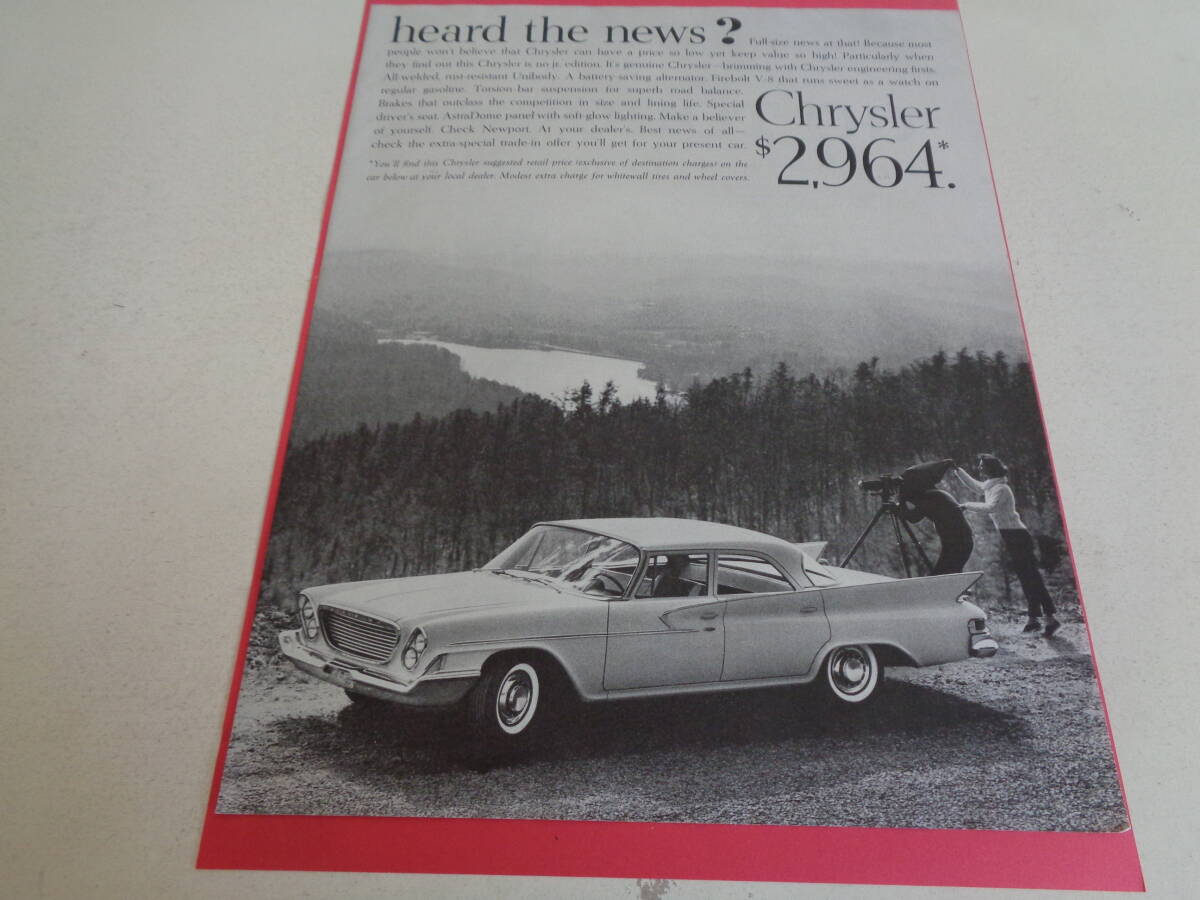 heard the news? Full-size news at that! Because most
people won't believe that Chrysler can have a price so low yet keep value so high! Particularly when
they find out this Chrysler is no jr. edition. It's genuine Chrysler—brimming with Chrysler engineering firsts.
All-welded, rust-resistant Unibody. A battery-saving alternator. Firebolt V-8 that runs sweet as a watch on
regular gasoline. Torsion-bar suspension for superb road balance.
Brakes that outclass the competition in size and lining life. Special
driver's seat. AstraDome panel with soft-glow lighting. Make a believer
of yourself. Check Newport. At your dealer's. Best news of all—
check the extra-special trade-in offer you'll get for your present car.
Chrysler
$2,964.*
*You'll find this Chrysler suggested retail price (exclusive of destination charges) on the
car below at your local dealer. Modest extra charge for whitewall tires and wheel covers.